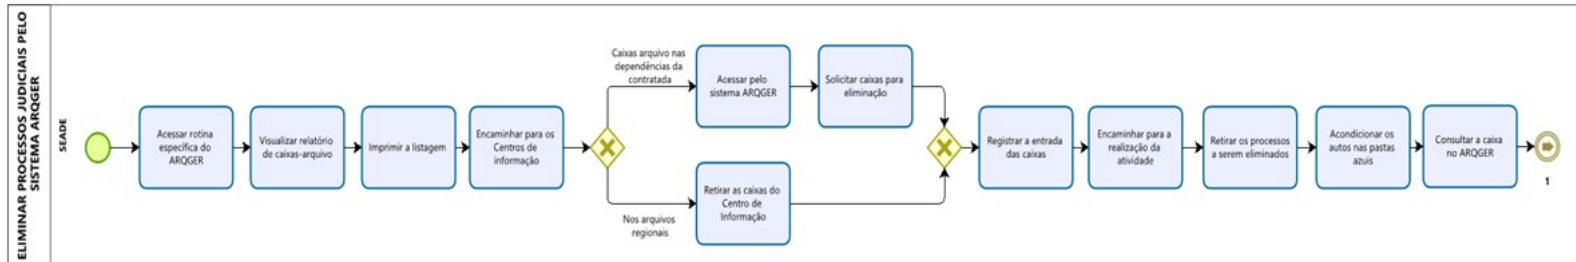 ELIMINAR PROCESSOS JUDICIAIS PELO
SISTEMA ARQGER
SEADE
Acessar rotina
específica do
ARQGER
Visualizar relatório
de caixas-arquivo
Imprimir a listagem
Encaminhar para os
Centros de
informação
Caixas arquivo nas
dependências da
contratada
Acessar pelo
sistema ARQGER
Solicitar caixas para
eliminação
Nos arquivos
regionais
Retirar as caixas do
Centro de
Informação
Registrar a entrada
das caixas
Encaminhar para a
realização da
atividade
Retirar os processos
a serem eliminados
Acondicionar os
autos nas pastas
azuis
Consultar a caixa
no ARQGER
1